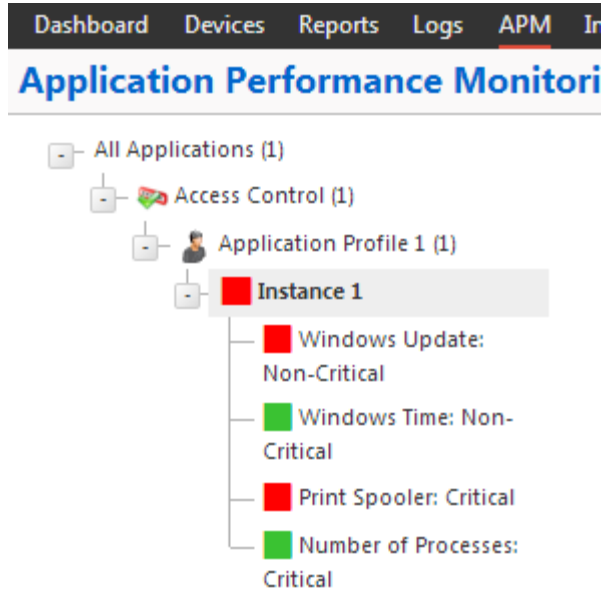 Dashboard Devices Reports Logs APM In
Application Performance Monitori
All Applications (1)
Access Control (1)
Application Profile 1 (1)
Instance 1
Windows Update:
Non-Critical
Windows Time: Non-
Critical
Print Spooler: Critical
Number of Processes:
Critical